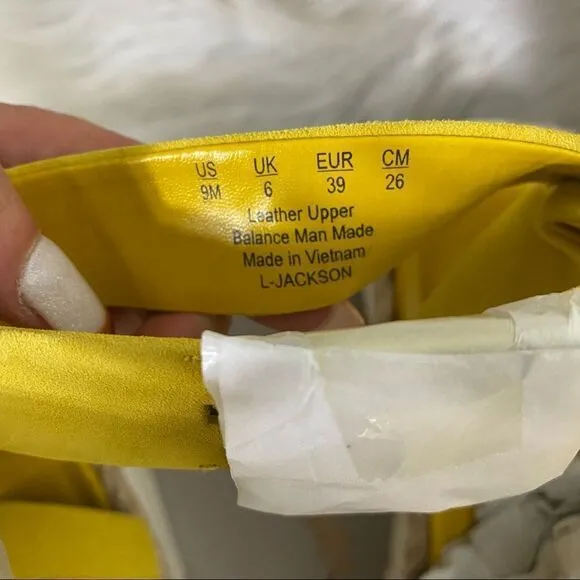 US UK EUR CM
9M 6 39 26
Leather Upper
Balance Man Made
Made in Vietnam
L-JACKSON